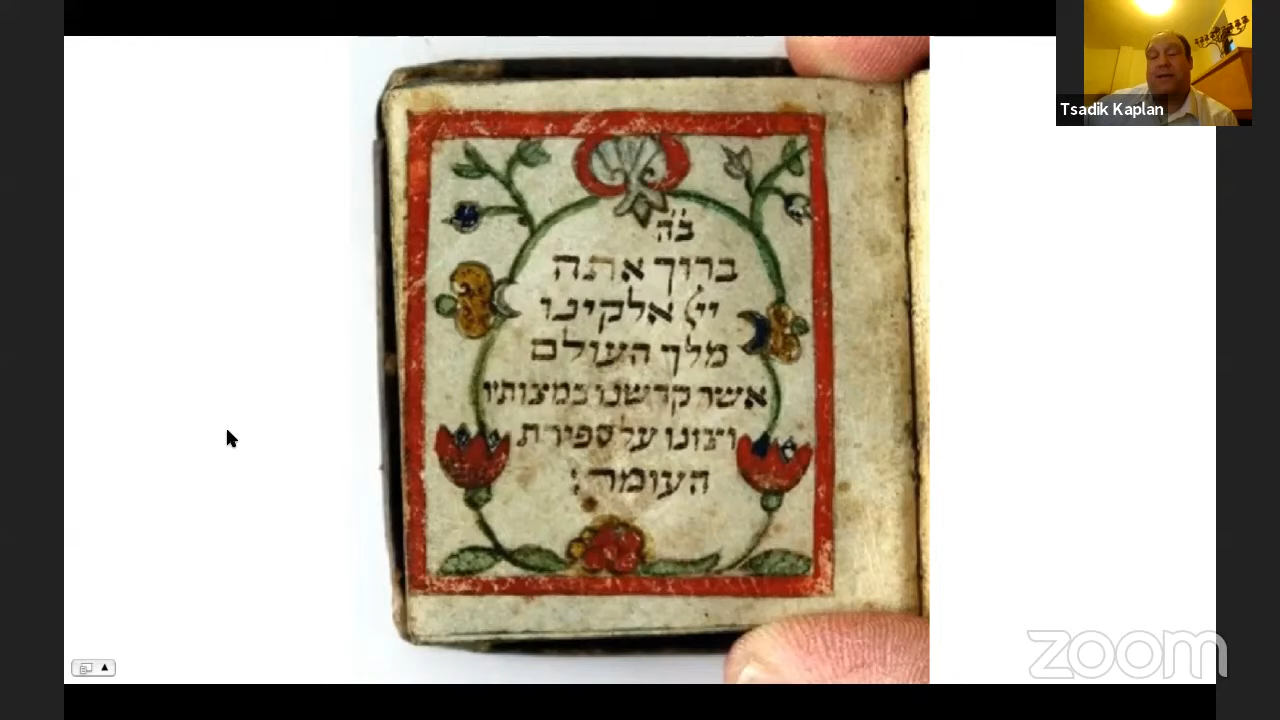 ב"ה
ברוך אתה
ייָ אלקינו
מלך העולם
אשר קדשנו במצותיו
וצונו על ספירת
העומר:
Tsadik Kaplan
zoom